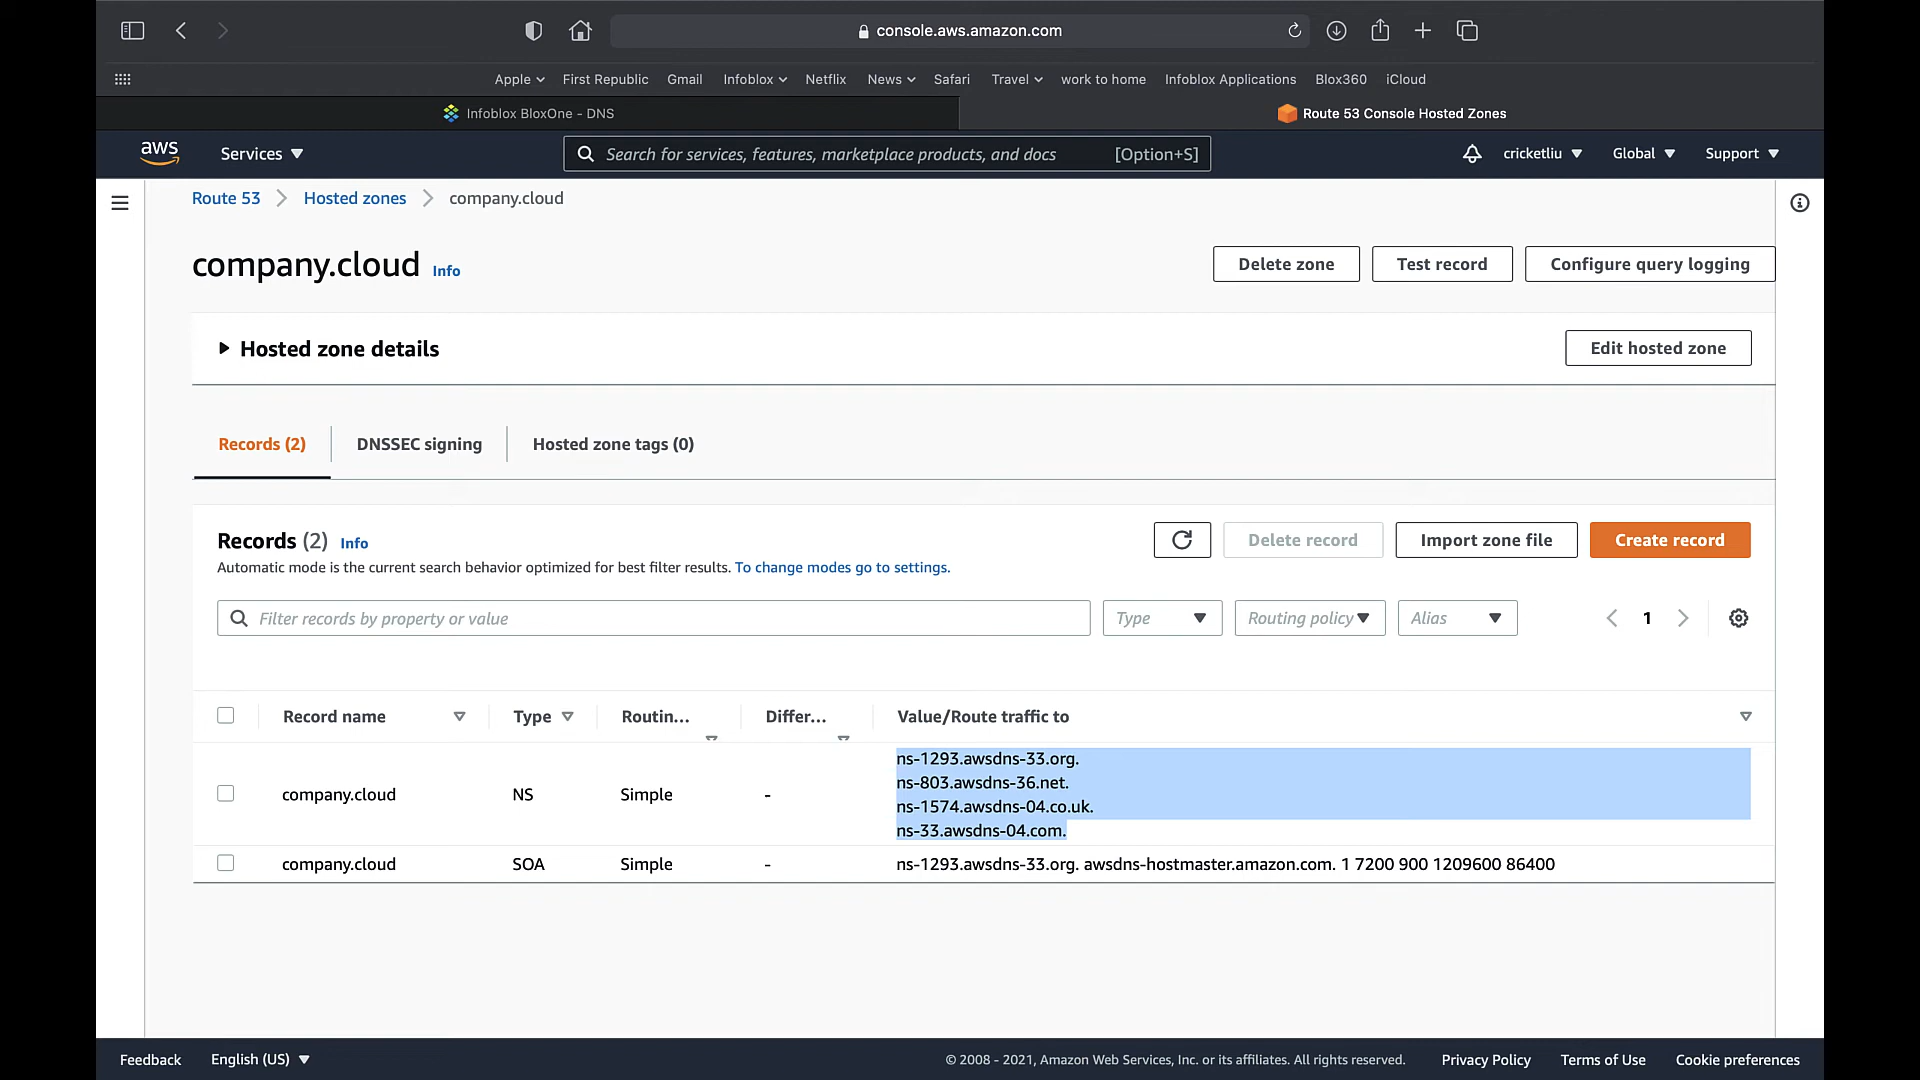 console.aws.amazon.com
Apple First Republic Gmail Infoblox Netflix News Safari Travel work to home Infoblox Applications Blox360 iCloud
Infoblox BloxOne - DNS Route 53 Console Hosted Zones
aws Services Search for services, features, marketplace products, and docs [Option+S] cricketliu Global Support
Route 53 Hosted zones company.cloud
company.cloud Info Delete zone Test record Configure query logging
Hosted zone details Edit hosted zone
Records (2) DNSSEC signing Hosted zone tags (0)
Records (2) Info Delete record Import zone file Create record
Automatic mode is the current search behavior optimized for best filter results. To change modes go to settings.
Filter records by property or value Type Routing policy Alias 1
Record name Type Routin... Differ... Value/Route traffic to
company.cloud NS Simple - ns-1293.awsdns-33.org.
ns-803.awsdns-36.net.
ns-1574.awsdns-04.co.uk.
ns-33.awsdns-04.com.
company.cloud SOA Simple - ns-1293.awsdns-33.org. awsdns-hostmaster.amazon.com. 1 7200 900 1209600 86400
Feedback English (US) © 2008 - 2021, Amazon Web Services, Inc. or its affiliates. All rights reserved. Privacy Policy Terms of Use Cookie preferences